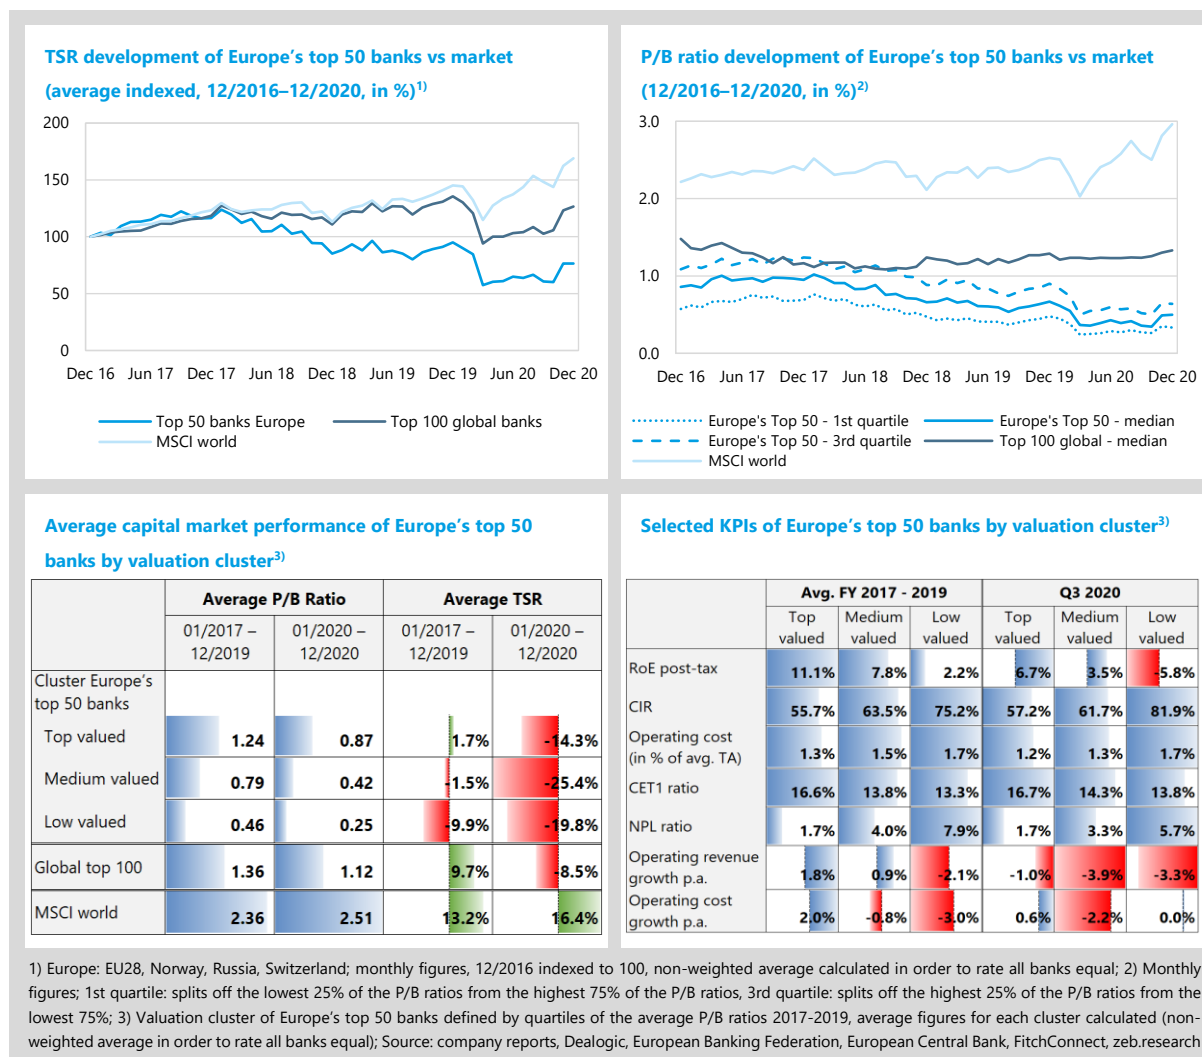 TSR development of Europe's top 50 banks vs market
(average indexed, 12/2016–12/2020, in %)1)
200
150
100
50
0
Dec 16 Jun 17 Dec 17 Jun 18 Dec 18 Jun 19 Dec 19 Jun 20 Dec 20
Top 50 banks Europe Top 100 global banks
MSCI world
P/B ratio development of Europe's top 50 banks vs market
(12/2016–12/2020, in %)2)
3.0
2.0
1.0
0.0
Dec 16 Jun 17 Dec 17 Jun 18 Dec 18 Jun 19 Dec 19 Jun 20 Dec 20
Europe's Top 50 - 1st quartile Europe's Top 50 - median
Europe's Top 50 - 3rd quartile Top 100 global - median
MSCI world
Average capital market performance of Europe's top 50
banks by valuation cluster3)
Average P/B Ratio Average TSR
01/2017 – 01/2020 – 01/2017 – 01/2020 –
12/2019 12/2020 12/2019 12/2020
Cluster Europe's
top 50 banks
Top valued 1.24 0.87 1.7% -14.3%
Medium valued 0.79 0.42 -1.5% -25.4%
Low valued 0.46 0.25 -9.9% -19.8%
Global top 100 1.36 1.12 9.7% -8.5%
MSCI world 2.36 2.51 13.2% 16.4%
Selected KPIs of Europe's top 50 banks by valuation cluster3)
Avg. FY 2017 - 2019 Q3 2020
Top Medium Low Top Medium Low
valued valued valued valued valued valued
RoE post-tax 11.1% 7.8% 2.2% 6.7% 3.5% -5.8%
CIR 55.7% 63.5% 75.2% 57.2% 61.7% 81.9%
Operating cost
(in % of avg. TA) 1.3% 1.5% 1.7% 1.2% 1.3% 1.7%
CET1 ratio 16.6% 13.8% 13.3% 16.7% 14.3% 13.8%
NPL ratio 1.7% 4.0% 7.9% 1.7% 3.3% 5.7%
Operating revenue
growth p.a. 1.8% 0.9% -2.1% -1.0% -3.9% -3.3%
Operating cost
growth p.a. 2.0% -0.8% -3.0% 0.6% -2.2% 0.0%
1) Europe: EU28, Norway, Russia, Switzerland; monthly figures, 12/2016 indexed to 100, non-weighted average calculated in order to rate all banks equal; 2) Monthly
figures; 1st quartile: splits off the lowest 25% of the P/B ratios from the highest 75% of the P/B ratios, 3rd quartile: splits off the highest 25% of the P/B ratios from the
lowest 75%; 3) Valuation cluster of Europe's top 50 banks defined by quartiles of the average P/B ratios 2017-2019, average figures for each cluster calculated (non-
weighted average in order to rate all banks equal); Source: company reports, Dealogic, European Banking Federation, European Central Bank, FitchConnect, zeb.research